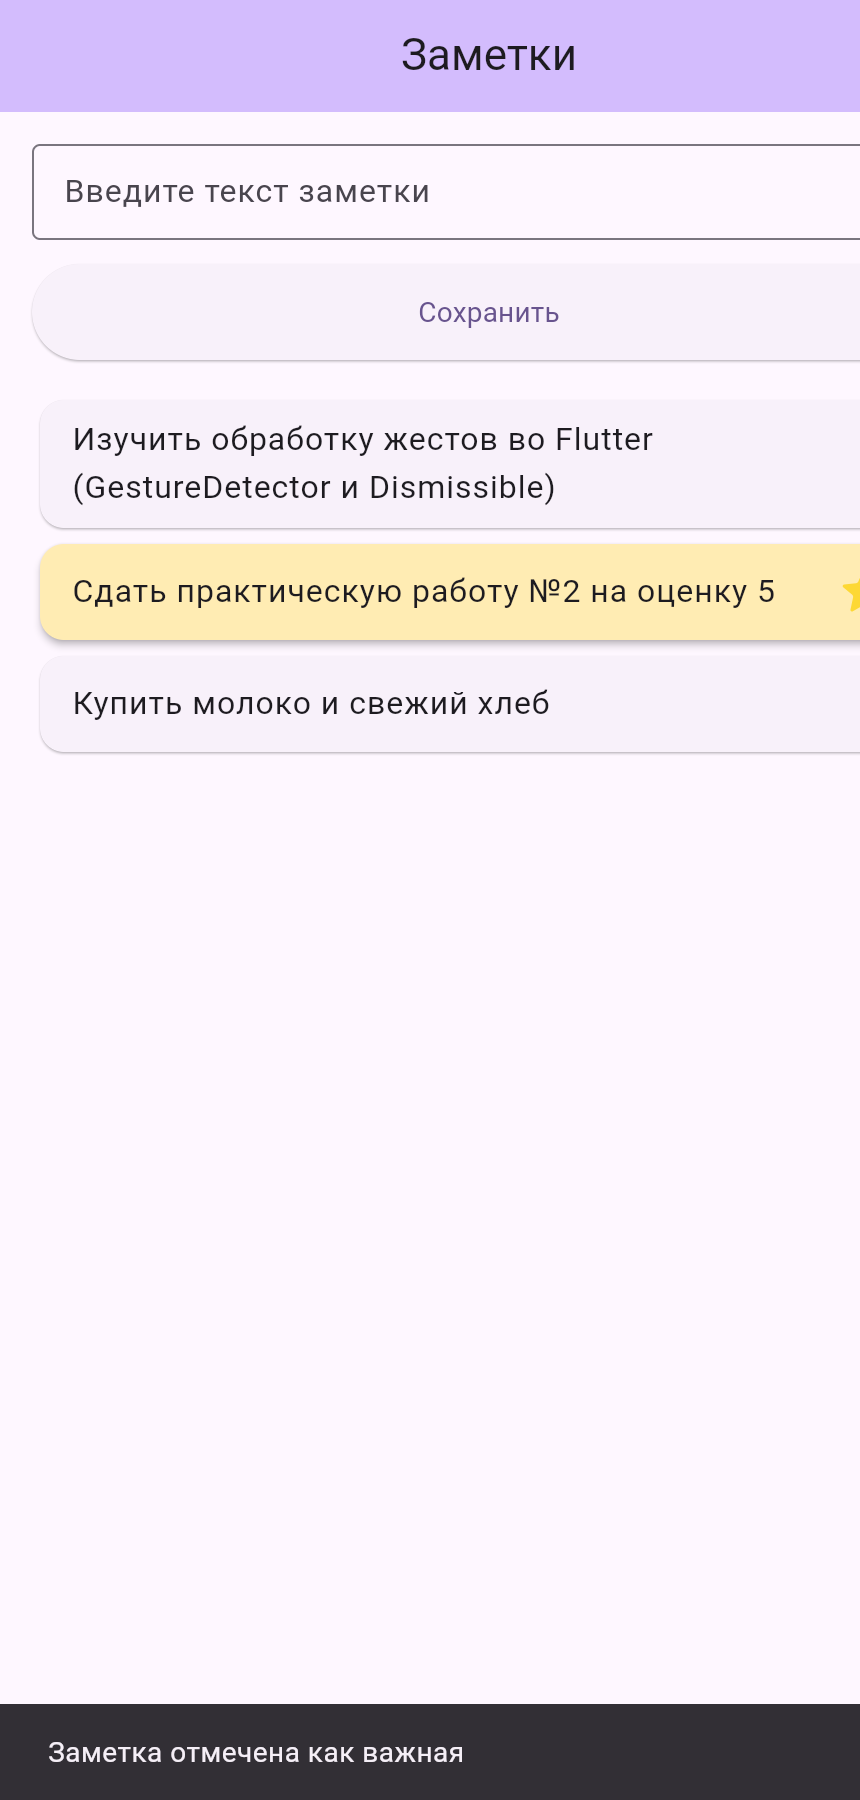 Заметки
Введите текст заметки
Сохранить
Изучить обработку жестов во Flutter
(GestureDetector и Dismissible)
Сдать практическую работу №2 на оценку 5
Купить молоко и свежий хлеб
Заметка отмечена как важная